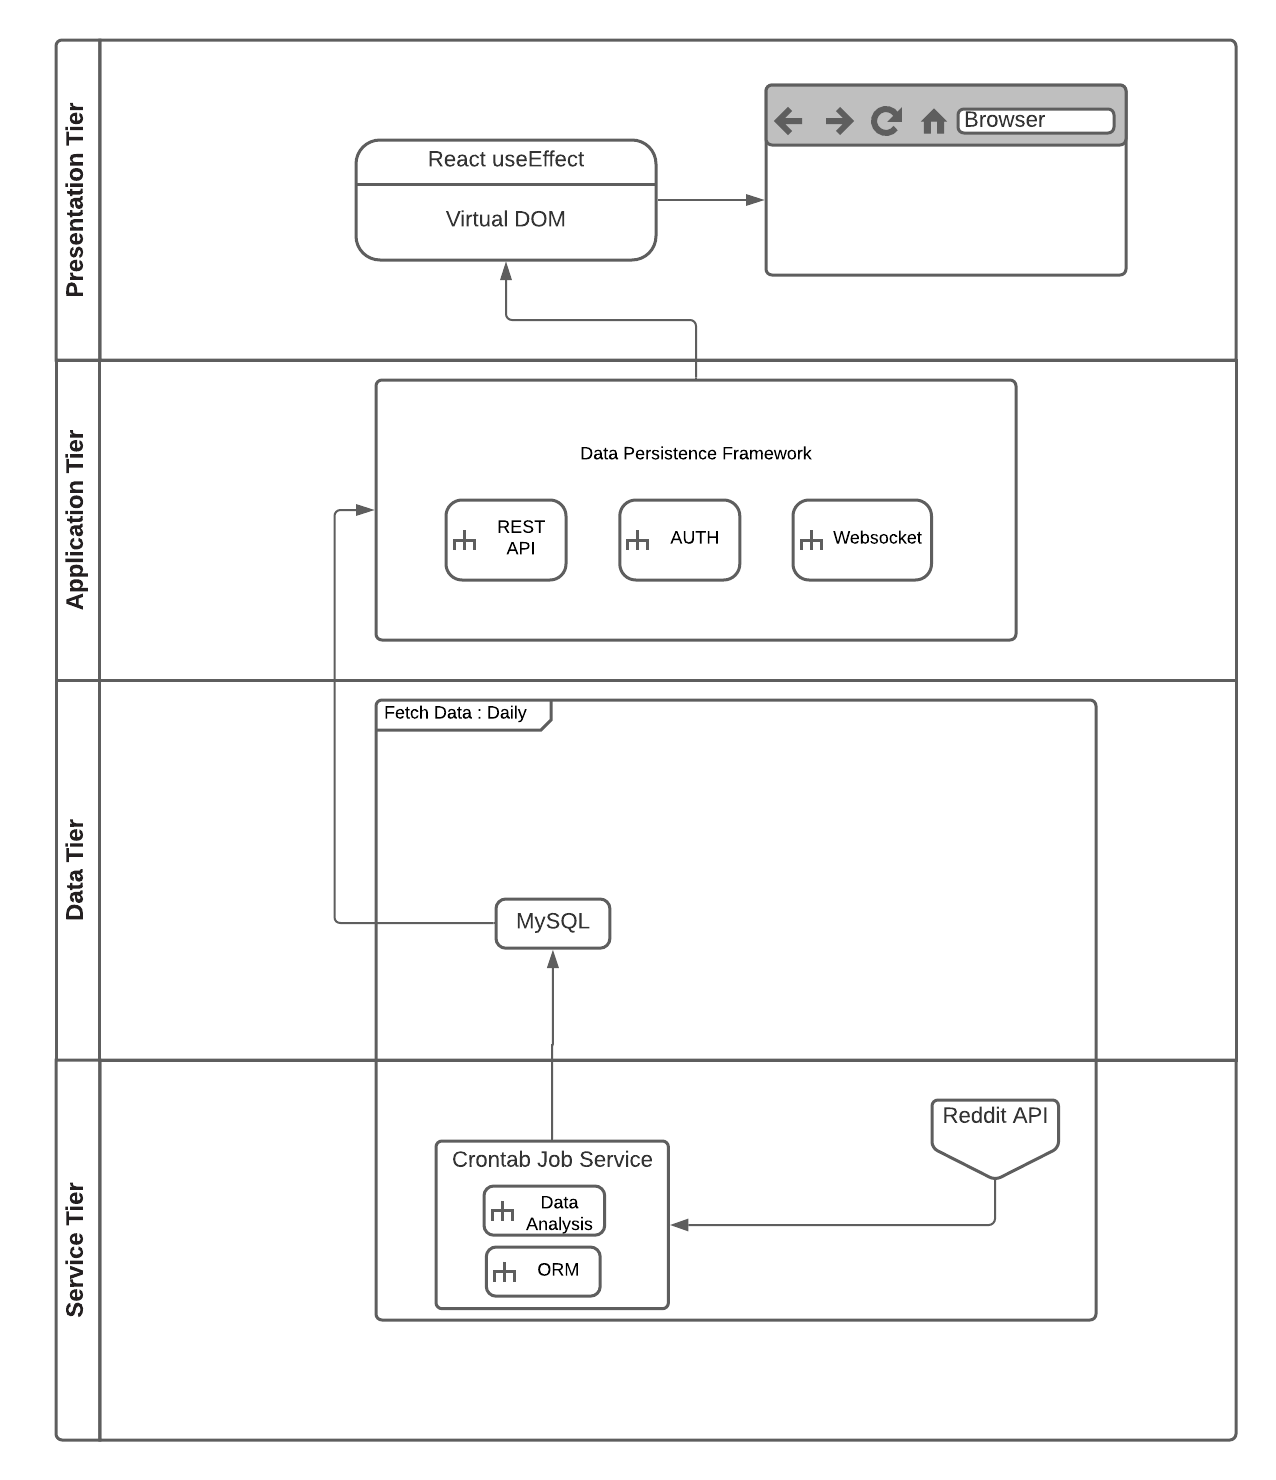 Presentation Tier
React useEffect
Virtual DOM
Browser
Application Tier
Data Persistence Framework
REST
API
AUTH
Websocket
Data Tier
Fetch Data : Daily
MySQL
Service Tier
Reddit API
Crontab Job Service
Data
Analysis
ORM